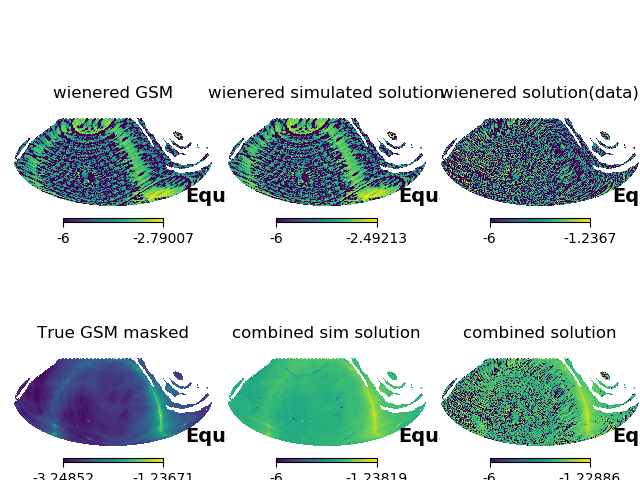 wienered GSM
wienered simulated solution
wienered solution(data)
Equ
Equ
Eq
-6 -2.79007
-6 -2.49213
-6 -1.2367
True GSM masked
combined sim solution
combined solution
Equ
Equ
Eq
-3.24852 -1.23671
-6 -1.23819
-6 -1.22886